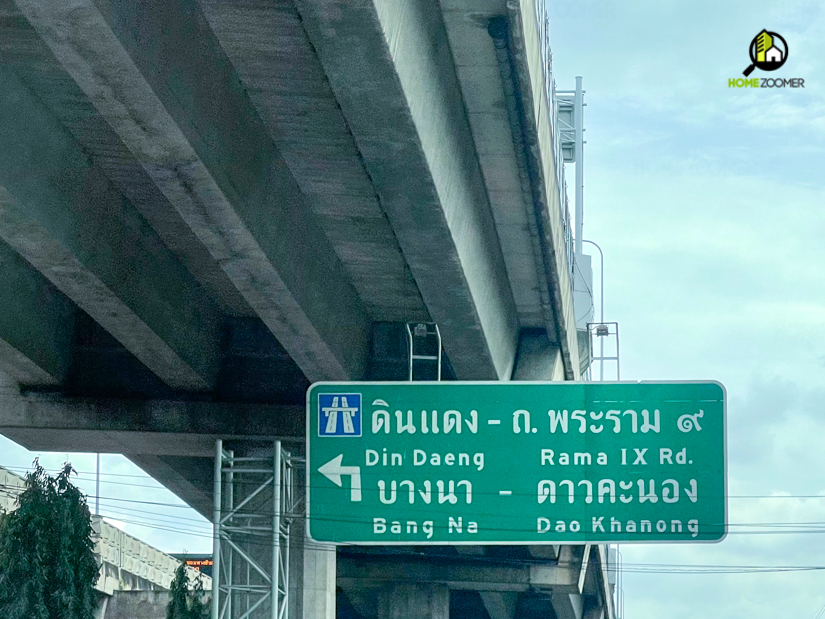 HOMEZOOMER
ดินแดง - ถ. พระราม ๙
Din Daeng Rama IX Rd.
บางนา - ดาวคะนอง
Bang Na Dao Khanong